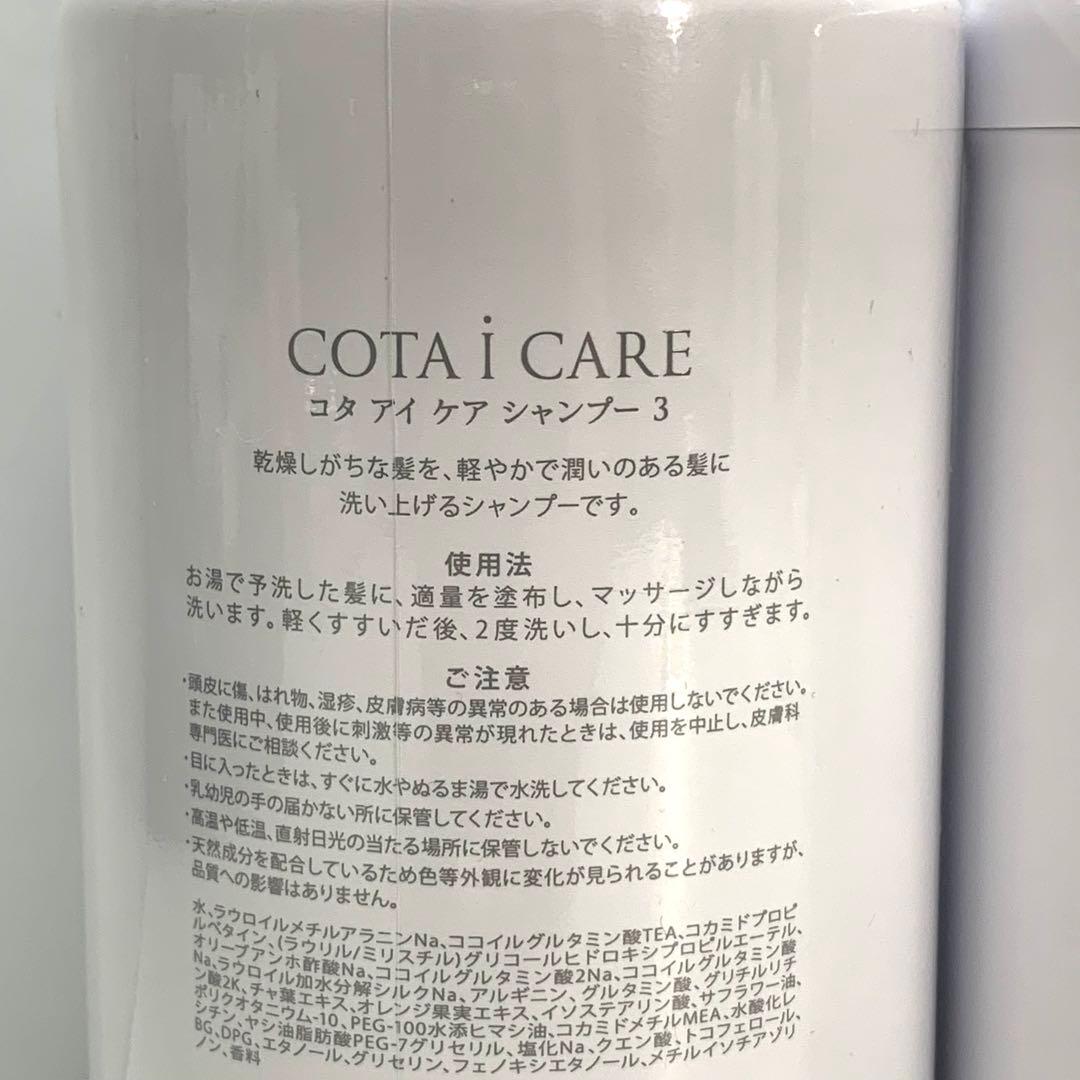 COTA i CARE
コタ アイ ケア シャンプー 3
乾燥しがちな髪を、軽やかで潤いのある髪に
洗い上げるシャンプーです。
使用法
お湯で予洗した髪に、適量を塗布し、マッサージしながら
洗います。軽くすすいだ後、2度洗いし、十分にすすぎます。
ご注意
・頭皮に傷、はれ物、湿疹、皮膚病等の異常のある場合は使用しないでください。
また使用中、使用後に刺激等の異常が現れたときは、使用を中止し、皮膚科
専門医にご相談ください。
・目に入ったときは、すぐに水やぬるま湯で水洗してください。
・乳幼児の手の届かない所に保管してください。
・高温や低温、直射日光の当たる場所に保管しないでください。
・天然成分を配合しているため色等外観に変化が見られることがありますが、
品質への影響はありません。
水、ラウロイルメチルアラニンNa、ココイルグルタミン酸TEA、コカミドプロピ
ルベタイン、(ラウリル/ミリスチル)グリコールヒドロキシプロピルエーテル、
オリーブアンホ酢酸Na、ココイルグルタミン酸2Na、ココイルグルタミン酸
Na、ラウロイル加水分解シルクNa、アルギニン、グルタミン酸、グリチルリチ
ン酸2K、チャ葉エキス、オレンジ果実エキス、イソステアリン酸、サフラワー油、
ポリクオタニウム-10、PEG-100水添ヒマシ油、コカミドメチルMEA、水酸化レ
シチン、ヤシ油脂肪酸PEG-7グリセリル、塩化Na、クエン酸、トコフェロール、
BG、DPG、エタノール、グリセリン、フェノキシエタノール、メチルイソチアゾリ
ノン、香料